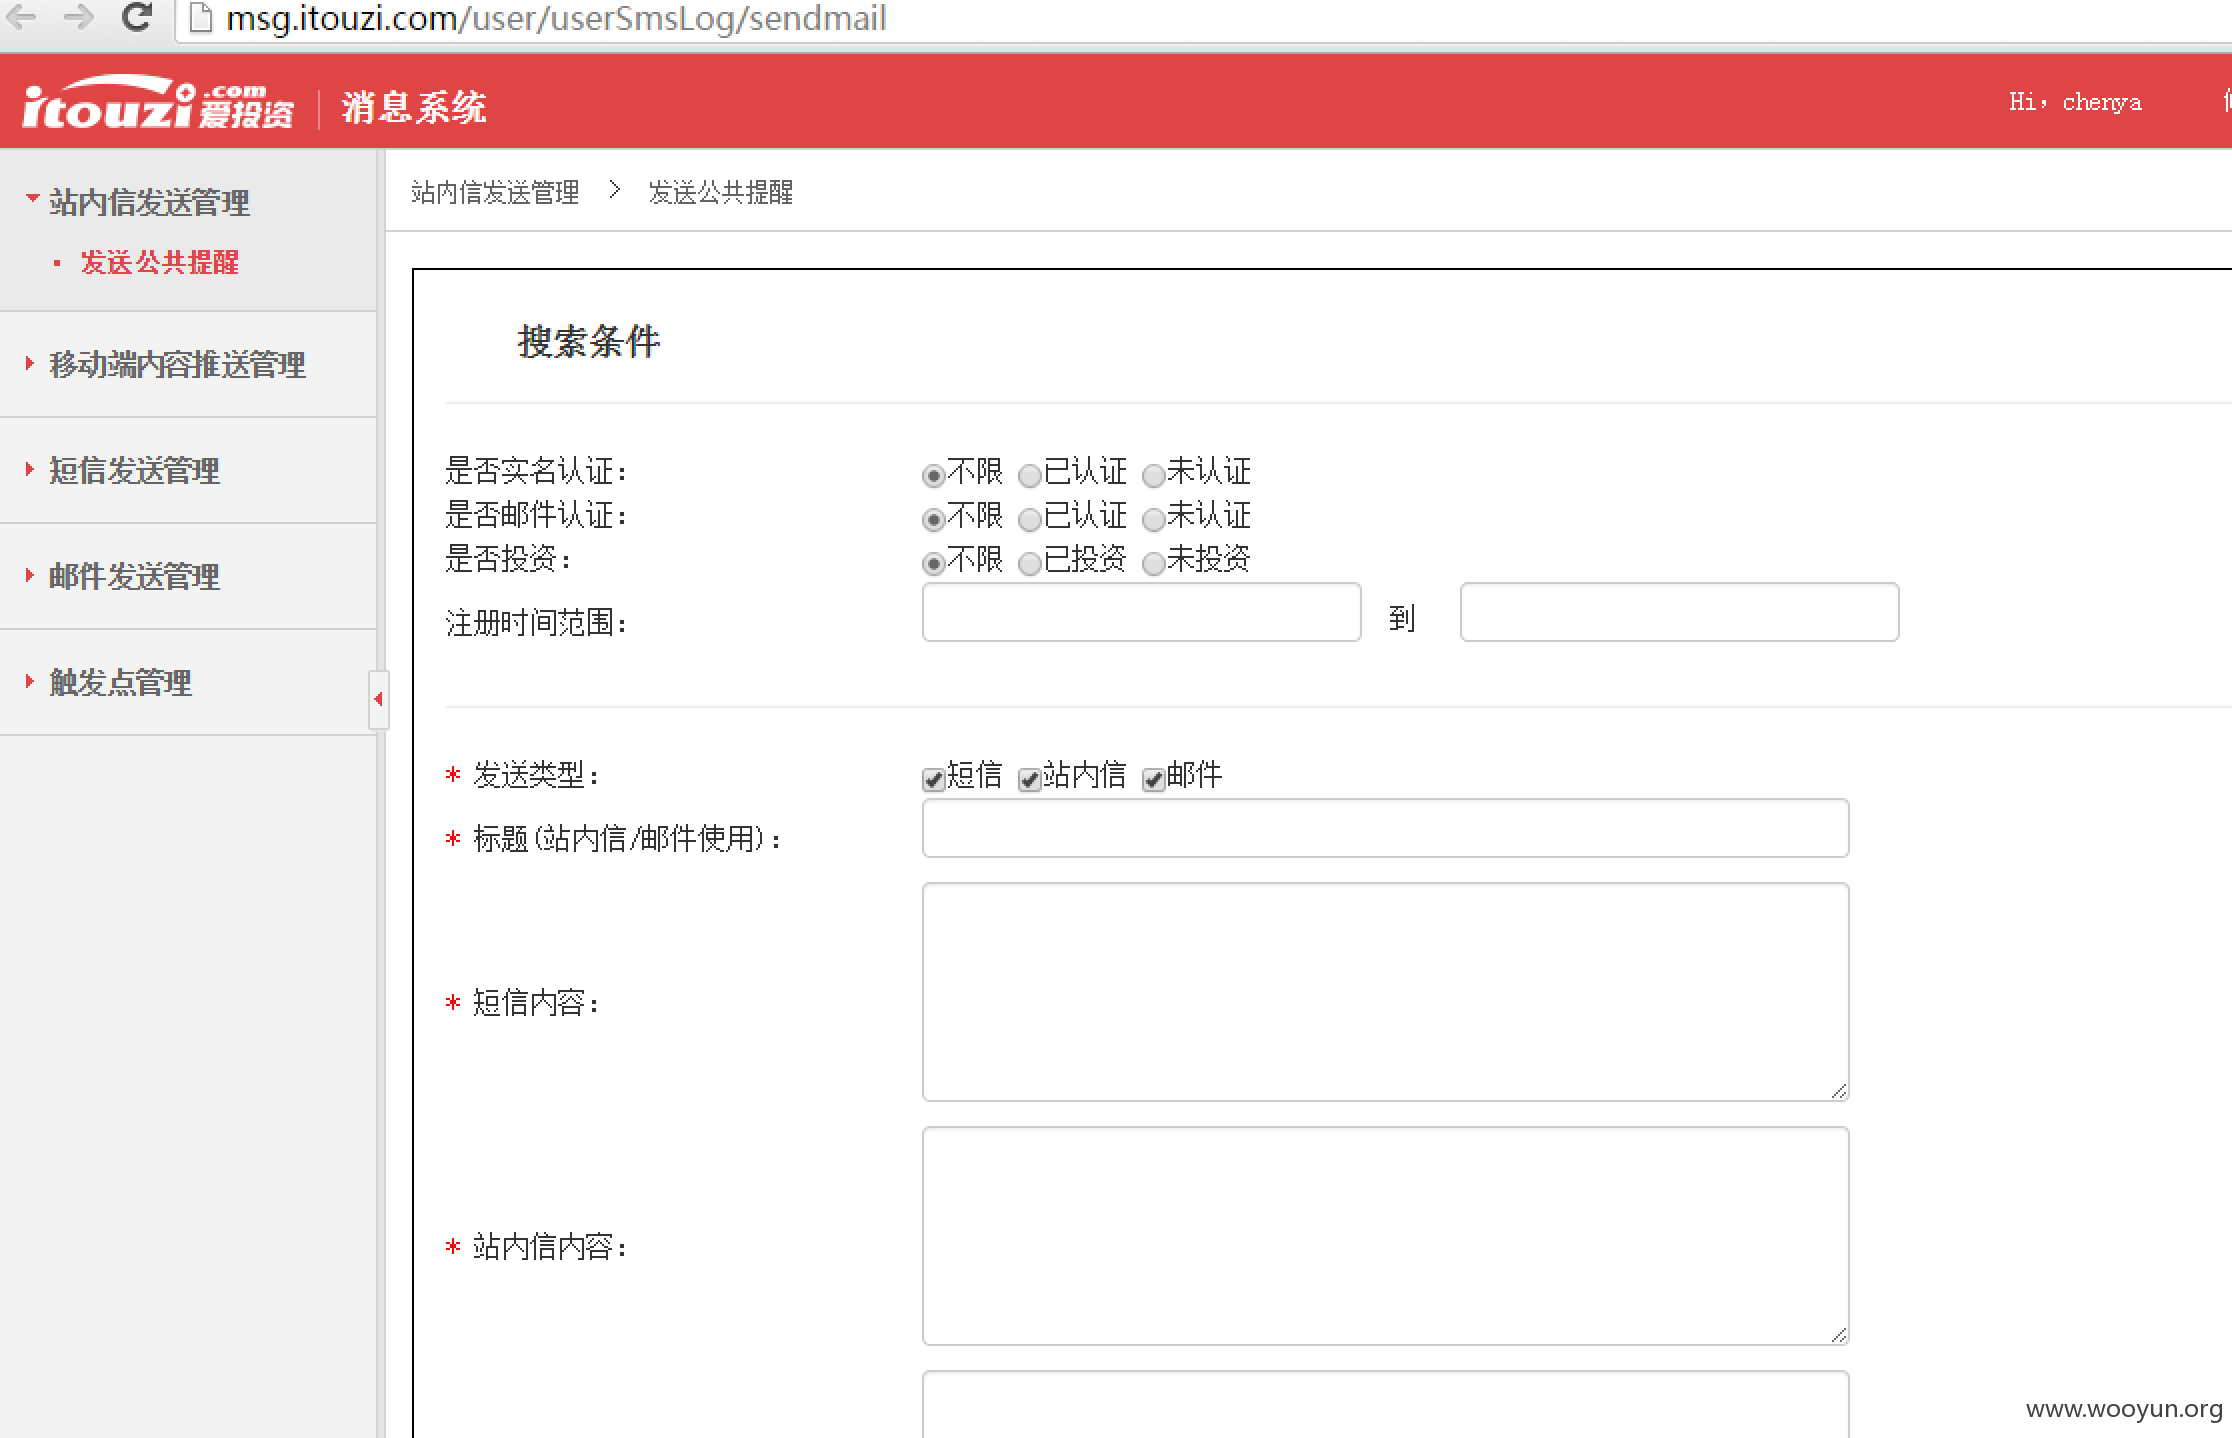 msg.itouzi.com/user/userSmsLog/sendmail
itouzi.com 爱投资 消息系统
Hi，chenya
站内信发送管理
发送公共提醒
移动端内容推送管理
短信发送管理
邮件发送管理
触发点管理
站内信发送管理 > 发送公共提醒
搜索条件
是否实名认证： 不限 已认证 未认证
是否邮件认证： 不限 已认证 未认证
是否投资： 不限 已投资 未投资
注册时间范围： 到
* 发送类型： 短信 站内信 邮件
* 标题(站内信/邮件使用)：
* 短信内容：
* 站内信内容：
www.wooyun.org